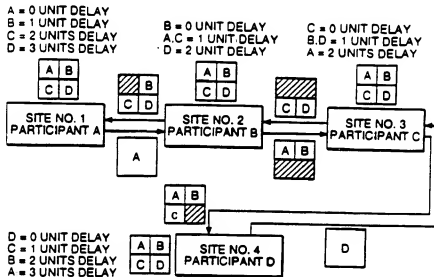 A = 0 UNIT DELAY
B = 1 UNIT DELAY
C = 2 UNITS DELAY
D = 3 UNITS DELAY
B = 0 UNIT DELAY
A.C = 1 UNIT DELAY
D = 2 UNIT DELAY
C = 0 UNIT DELAY
B.D = 1 UNIT DELAY
A = 2 UNITS DELAY
A B
C D
A B
C D
A B
C D
B
C D
C D
SITE NO. 1
PARTICIPANT A
SITE NO. 2
PARTICIPANT B
SITE NO. 3
PARTICIPANT C
A
A B
A B
C
D = 0 UNIT DELAY
C = 1 UNIT DELAY
B = 2 UNITS DELAY
A = 3 UNITS DELAY
A B
C D
SITE NO. 4
PARTICIPANT D
D